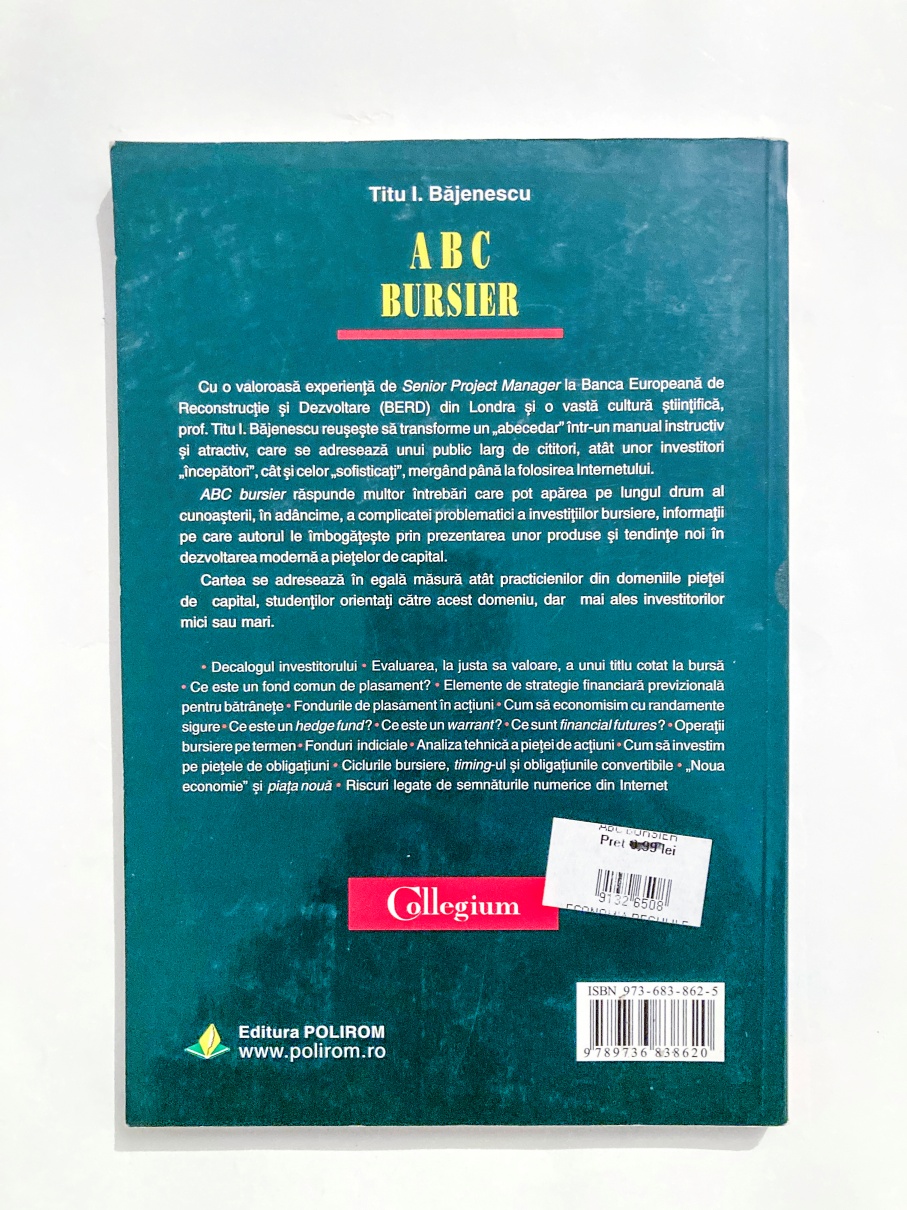 Titu I. Băjenescu
ABC
BURSIER
Cu o valoroasă experienţă de Senior Project Manager la Banca Europeană de
Reconstrucţie şi Dezvoltare (BERD) din Londra şi o vastă cultură ştiinţifică,
prof. Titu I. Băjenescu reuşeşte să transforme un „abecedar” într-un manual instructiv
şi atractiv, care se adresează unui public larg de cititori, atât unor investitori
„începători”, cât şi celor „sofisticaţi”, mergând până la folosirea Internetului.
ABC bursier răspunde multor întrebări care pot apărea pe lungul drum al
cunoaşterii, în adâncime, a complicatei problematici a investiţiilor bursiere, informaţii
pe care autorul le îmbogăţeşte prin prezentarea unor produse şi tendinţe noi în
dezvoltarea modernă a pieţelor de capital.
Cartea se adresează în egală măsură atât practicienilor din domeniile pieţei
de capital, studenţilor orientaţi către acest domeniu, dar mai ales investitorilor
mici sau mari.
• Decalogul investitorului • Evaluarea, la justa sa valoare, a unui titlu cotat la bursă
• Ce este un fond comun de plasament? • Elemente de strategie financiară previzională
pentru bătrâneţe • Fondurile de plasament în acţiuni • Cum să economisim cu randamente
sigure • Ce este un hedge fund? • Ce este un warrant? • Ce sunt financial futures? • Operaţii
bursiere pe termen • Fonduri indiciale • Analiza tehnică a pieţei de acţiuni • Cum să investim
pe pieţele de obligaţiuni • Ciclurile bursiere, timing-ul şi obligaţiunile convertibile • „Noua
economie” şi piaţa nouă • Riscuri legate de semnăturile numerice din Internet
ABC BURSIER
Pret ,99 lei
9132 6508
Collegium
ISBN 973-683-862-5
9 789736 838620
Editura POLIROM
www.polirom.ro